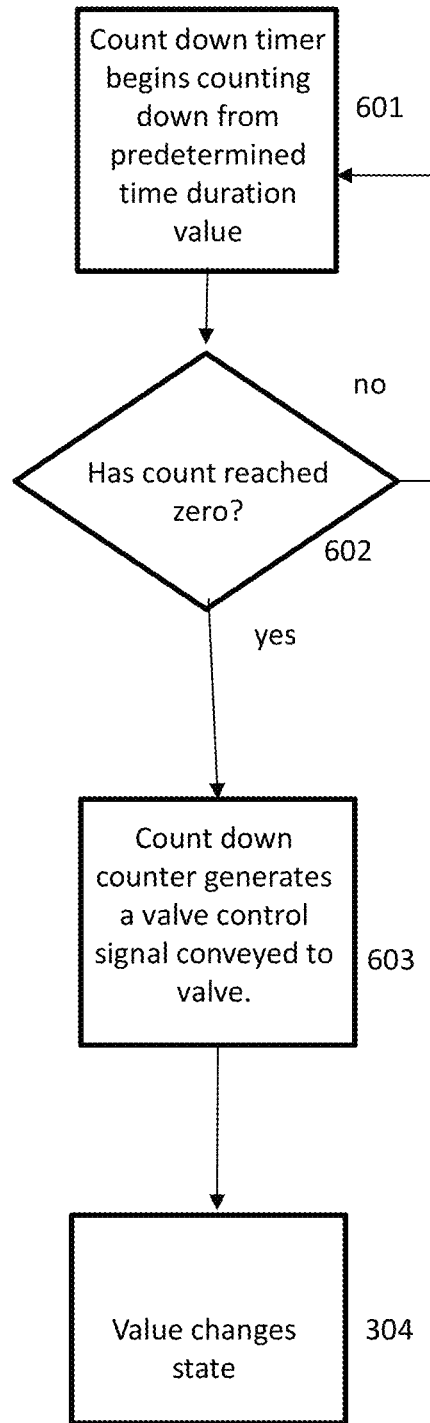 Count down timer
begins counting
down from
predetermined
time duration
value
601
no
Has count reached
zero?
602
yes
Count down
counter generates
a valve control
signal conveyed to
valve.
603
Value changes
state
304